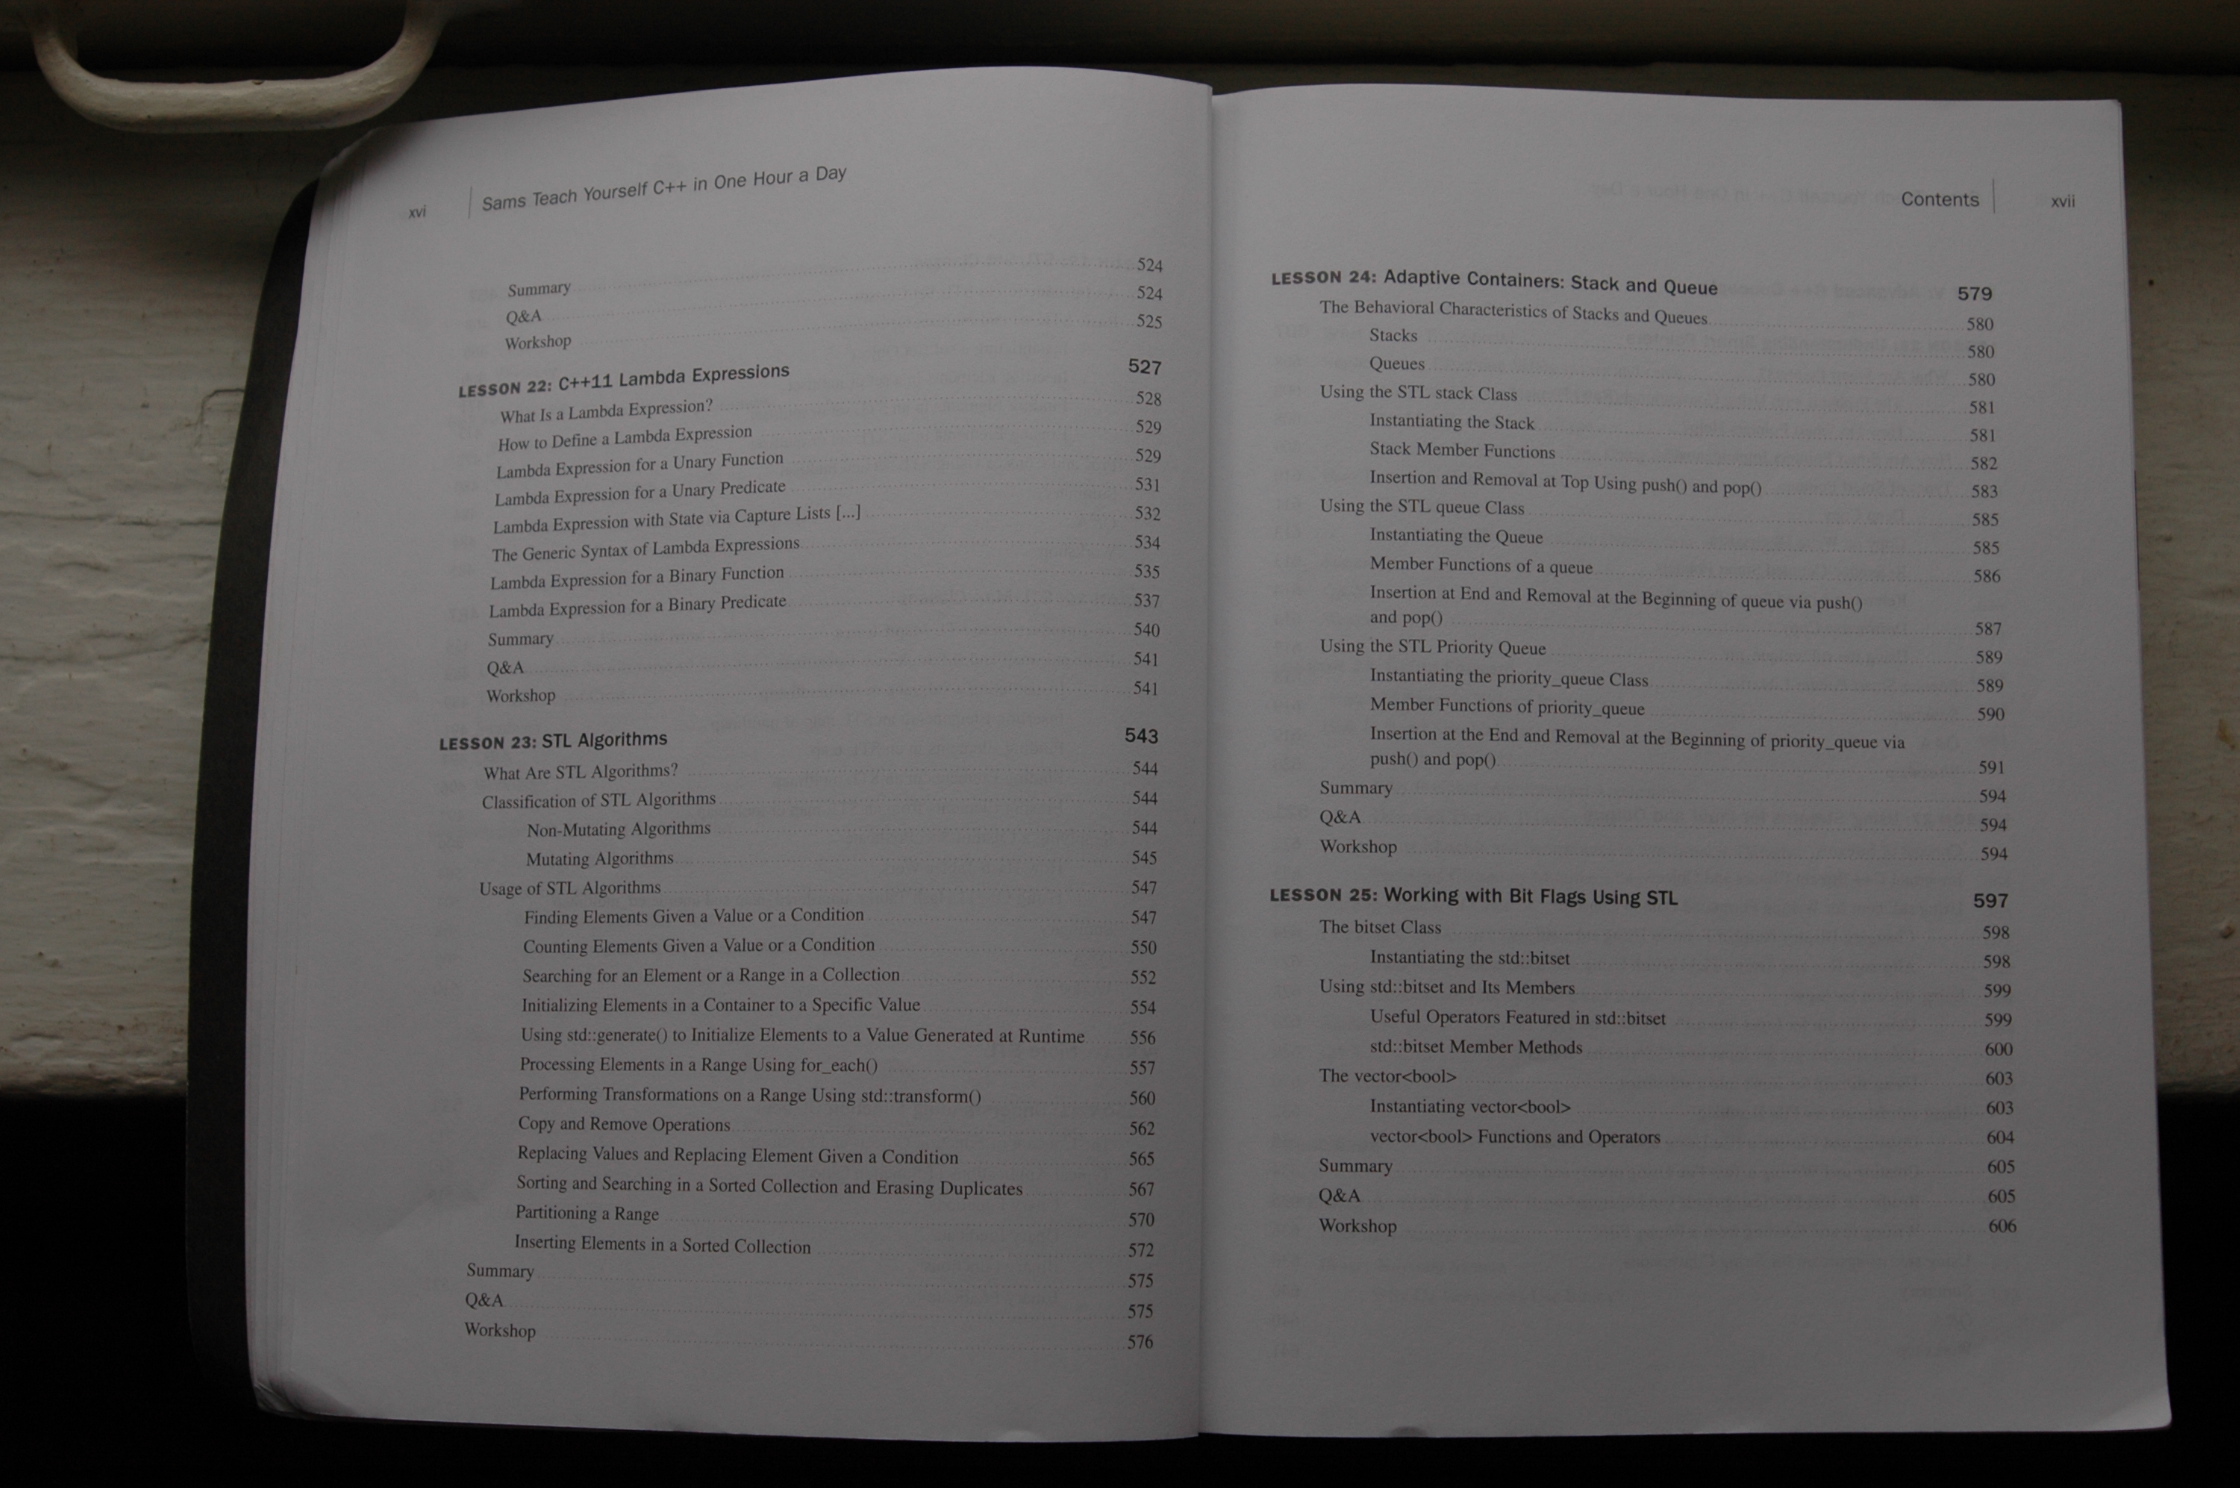 xvi
Sams Teach Yourself C++ in One Hour a Day
Summary 524
Q&A 524
Workshop 525
LESSON 22: C++11 Lambda Expressions 527
What Is a Lambda Expression? 528
How to Define a Lambda Expression 529
Lambda Expression for a Unary Function 529
Lambda Expression for a Unary Predicate 531
Lambda Expression with State via Capture Lists [...] 532
The Generic Syntax of Lambda Expressions 534
Lambda Expression for a Binary Function 535
Lambda Expression for a Binary Predicate 537
Summary 540
Q&A 541
Workshop 541
LESSON 23: STL Algorithms 543
What Are STL Algorithms? 544
Classification of STL Algorithms 544
Non-Mutating Algorithms 544
Mutating Algorithms 545
Usage of STL Algorithms 547
Finding Elements Given a Value or a Condition 547
Counting Elements Given a Value or a Condition 550
Searching for an Element or a Range in a Collection 552
Initializing Elements in a Container to a Specific Value 554
Using std::generate() to Initialize Elements to a Value Generated at Runtime 556
Processing Elements in a Range Using for_each() 557
Performing Transformations on a Range Using std::transform() 560
Copy and Remove Operations 562
Replacing Values and Replacing Element Given a Condition 565
Sorting and Searching in a Sorted Collection and Erasing Duplicates 567
Partitioning a Range 570
Inserting Elements in a Sorted Collection 572
Summary 575
Q&A 575
Workshop 576
Contents
xvii
LESSON 24: Adaptive Containers: Stack and Queue 579
The Behavioral Characteristics of Stacks and Queues 580
Stacks 580
Queues 580
Using the STL stack Class 581
Instantiating the Stack 581
Stack Member Functions 582
Insertion and Removal at Top Using push() and pop() 583
Using the STL queue Class 585
Instantiating the Queue 585
Member Functions of a queue 586
Insertion at End and Removal at the Beginning of queue via push()
and pop() 587
Using the STL Priority Queue 589
Instantiating the priority_queue Class 589
Member Functions of priority_queue 590
Insertion at the End and Removal at the Beginning of priority_queue via
push() and pop() 591
Summary 594
Q&A 594
Workshop 594
LESSON 25: Working with Bit Flags Using STL 597
The bitset Class 598
Instantiating the std::bitset 598
Using std::bitset and Its Members 599
Useful Operators Featured in std::bitset 599
std::bitset Member Methods 600
The vector<bool> 603
Instantiating vector<bool> 603
vector<bool> Functions and Operators 604
Summary 605
Q&A 605
Workshop 606